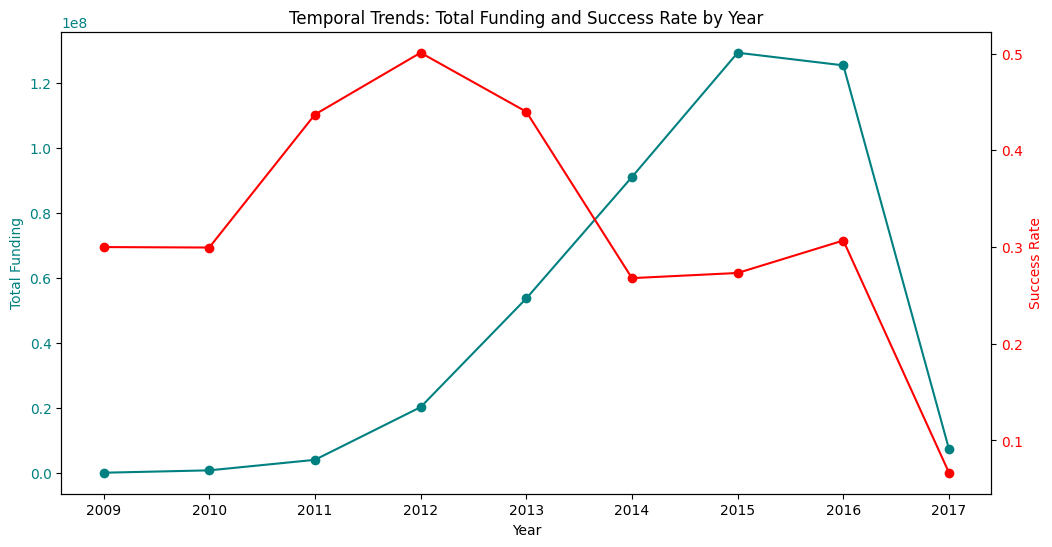 Temporal Trends: Total Funding and Success Rate by Year
1e8
1.2
1.0
0.8
0.6
0.4
0.2
0.0
Total Funding
0.5
0.4
0.3
0.2
0.1
Success Rate
2009 2010 2011 2012 2013 2014 2015 2016 2017
Year